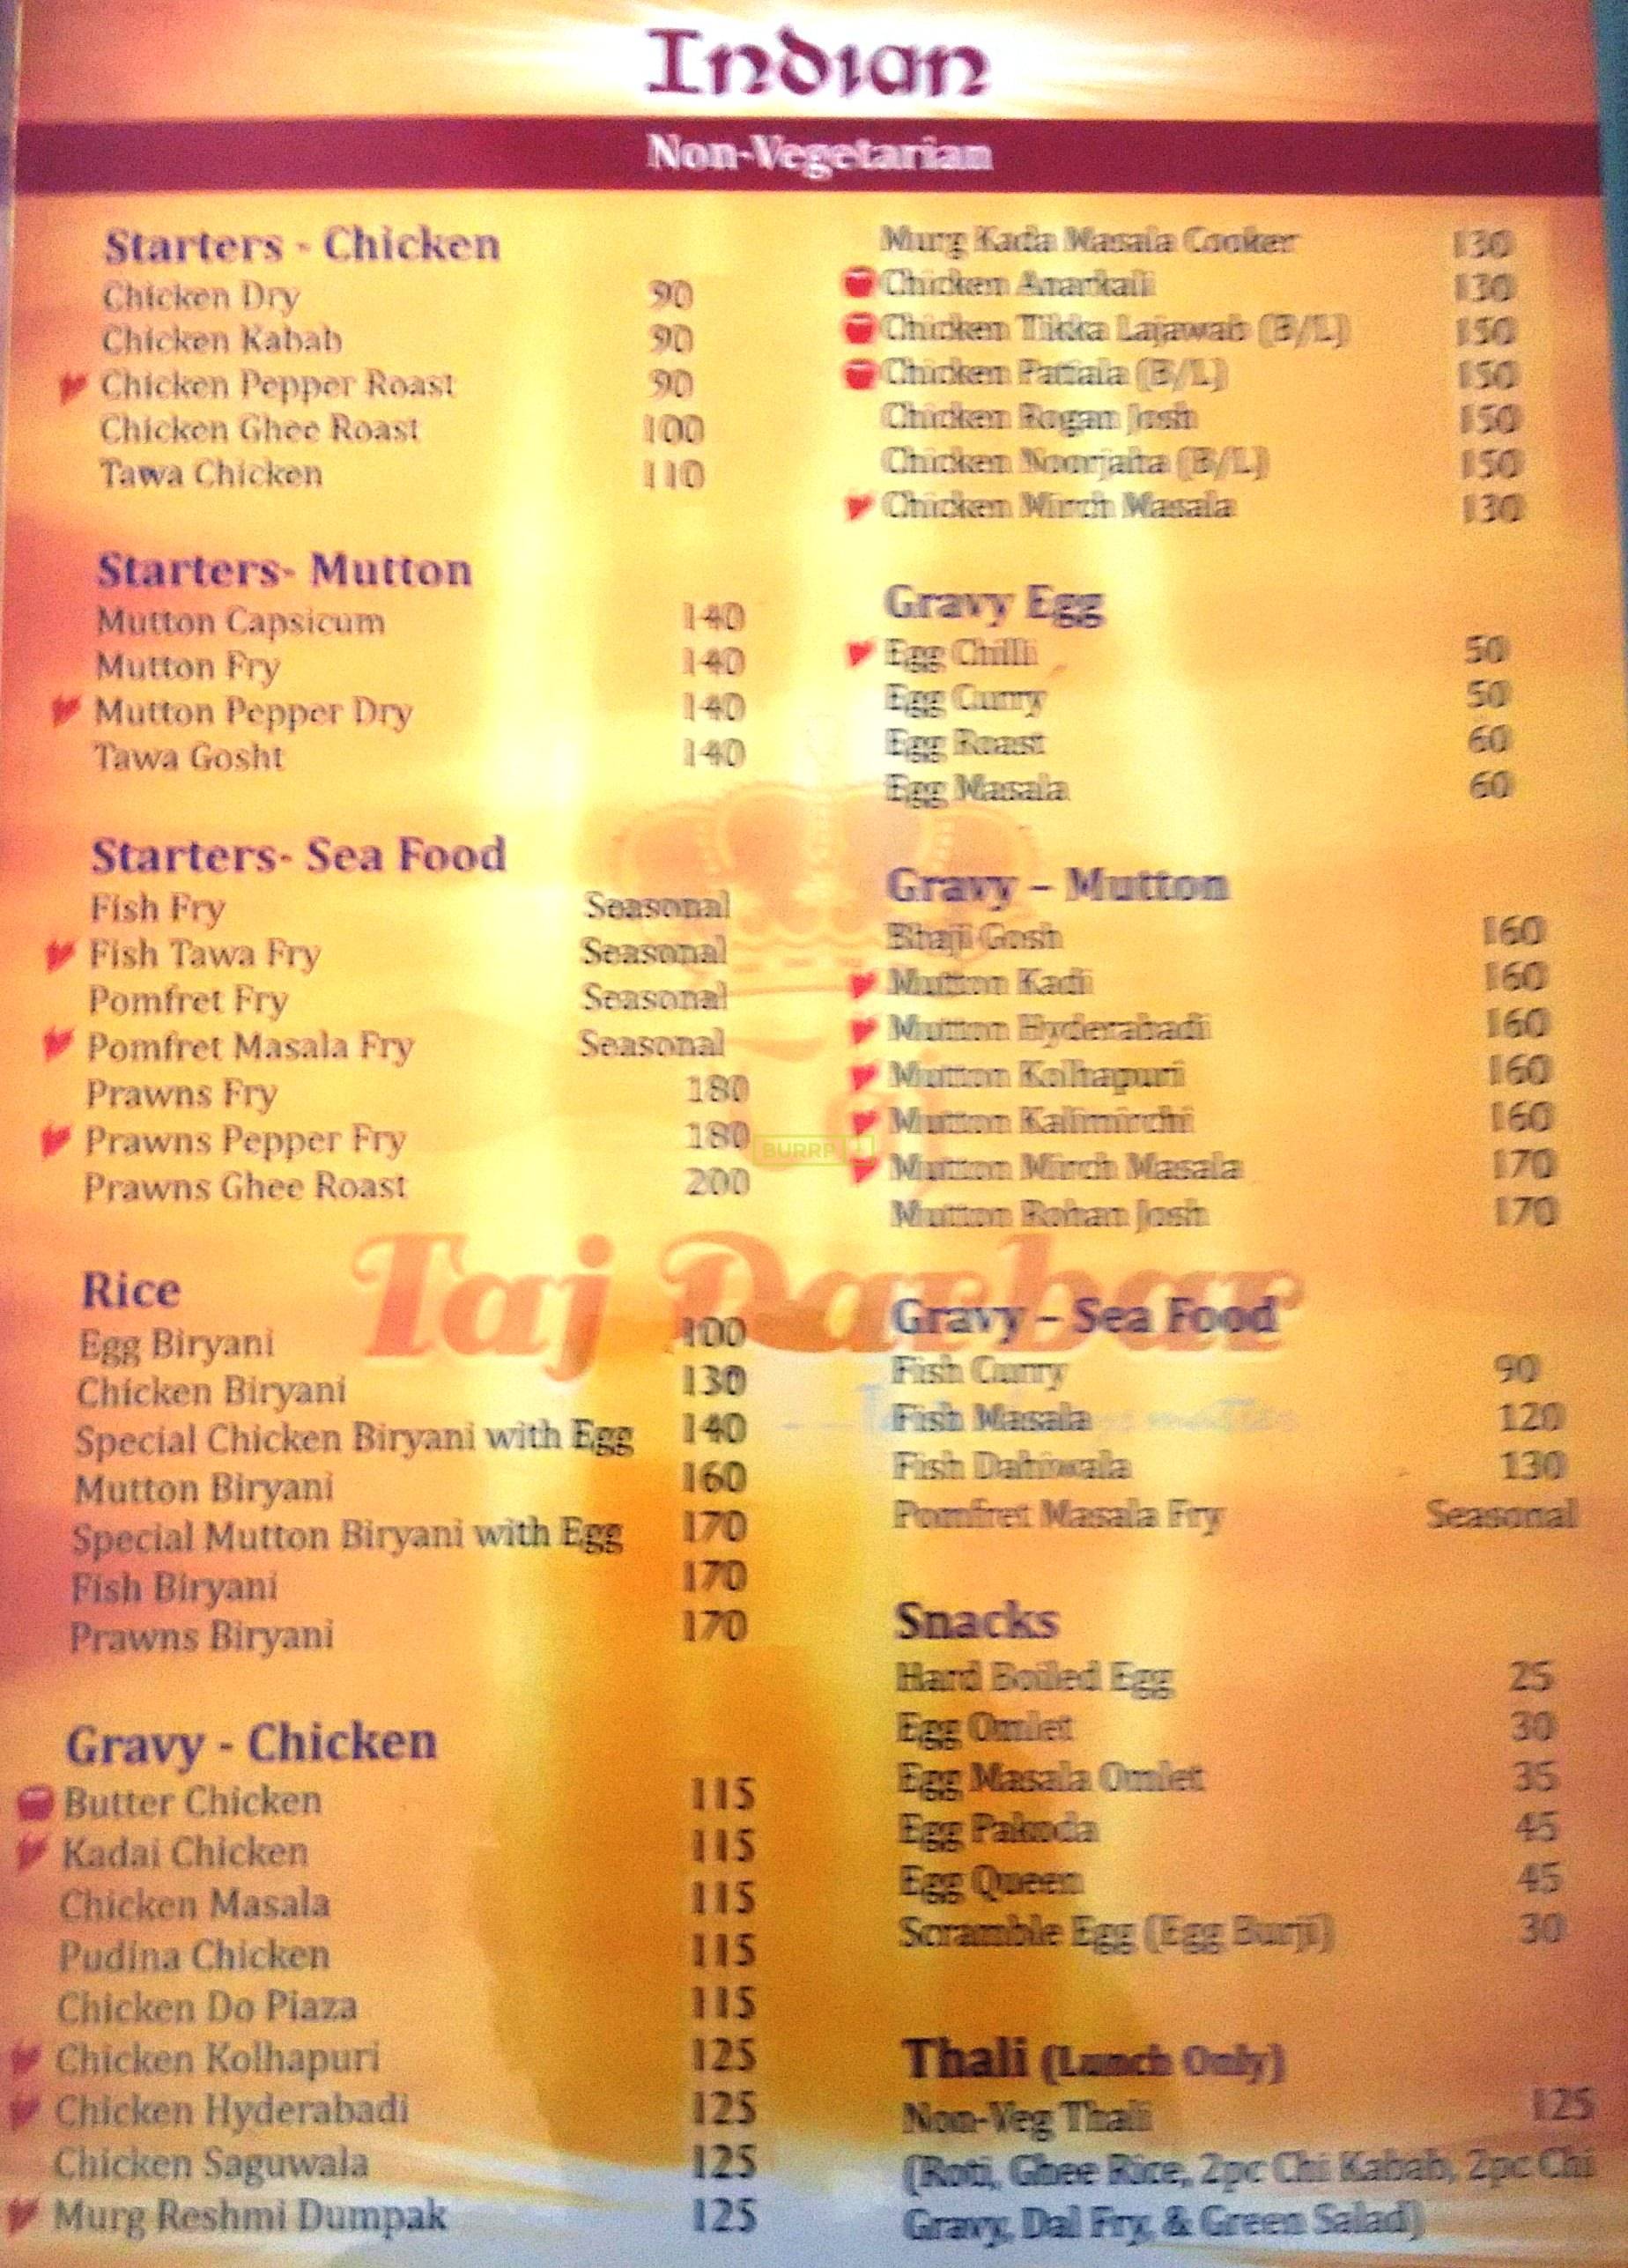 Indian
Non-Vegetarian
Starters - Chicken
Chicken Dry 90
Chicken Kabab 90
Chicken Pepper Roast 90
Chicken Ghee Roast 100
Tawa Chicken 110
Starters- Mutton
Mutton Capsicum 140
Mutton Fry 140
Mutton Pepper Dry 140
Tawa Gosht 140
Starters- Sea Food
Fish Fry Seasonal
Fish Tawa Fry Seasonal
Pomfret Fry Seasonal
Pomfret Masala Fry Seasonal
Prawns Fry 180
Prawns Pepper Fry 180
Prawns Ghee Roast 200
Rice
Egg Biryani 100
Chicken Biryani 130
Special Chicken Biryani with Egg 140
Mutton Biryani 160
Special Mutton Biryani with Egg 170
Fish Biryani 170
Prawns Biryani 170
Gravy - Chicken
Butter Chicken 115
Kadai Chicken 115
Chicken Masala 115
Pudina Chicken 115
Chicken Do Piaza 115
Chicken Kolhapuri 125
Chicken Hyderabadi 125
Chicken Saguwala 125
Murg Reshmi Dumpak 125
Murg Kada Masala Cooker 130
Chicken Anarkali 130
Chicken Tikka Lajawab (B/L) 150
Chicken Patiala (B/L) 150
Chicken Rogan Josh 150
Chicken Noorjaha (B/L) 150
Chicken Mirch Masala 130
Gravy Egg
Egg Chilli 50
Egg Curry 50
Egg Roast 60
Egg Masala 60
Gravy – Mutton
Bhaji Gosh 160
Mutton Kadi 160
Mutton Hyderabadi 160
Mutton Kolhapuri 160
Mutton Kalimirchi 160
Mutton Mirch Masala 170
Mutton Rohan Josh 170
Gravy – Sea Food
Fish Curry 90
Fish Masala 120
Fish Dahiwala 130
Pomfret Masala Fry Seasonal
Snacks
Hard Boiled Egg 25
Egg Omlet 30
Egg Masala Omlet 35
Egg Pakoda 45
Egg Queen 45
Scramble Egg (Egg Burji) 30
Thali (Lunch Only)
Non-Veg Thali 125
(Roti, Ghee Rice, 2pc Chi Kabab, 2pc Chi
Gravy, Dal Fry, & Green Salad)
Taj Darbar
BURRP